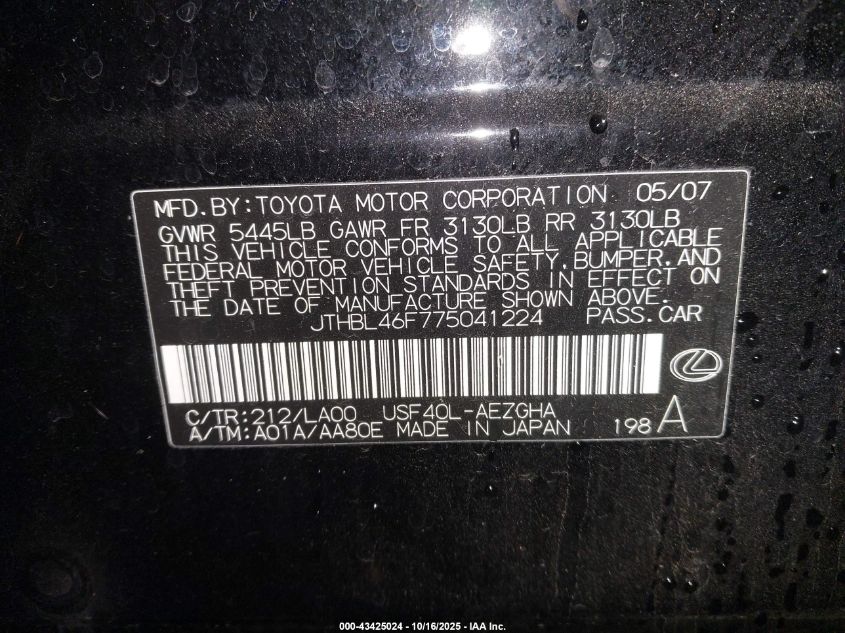 MFD. BY: TOYOTA MOTOR CORPORATION 05/07
GVWR 5445LB GAWR FR 3130LB RR 3130LB
THIS VEHICLE CONFORMS TO ALL APPLICABLE
FEDERAL MOTOR VEHICLE SAFETY, BUMPER, AND
THEFT PREVENTION STANDARDS IN EFFECT ON
THE DATE OF MANUFACTURE SHOWN ABOVE.
JTHBL46F775041224 PASS. CAR
C/TR: 212/LA00 USF40L-AEZGHA
A/TM: A01A/AA80E MADE IN JAPAN 198 A
000-43425024 - 10/16/2025 - IAA Inc.